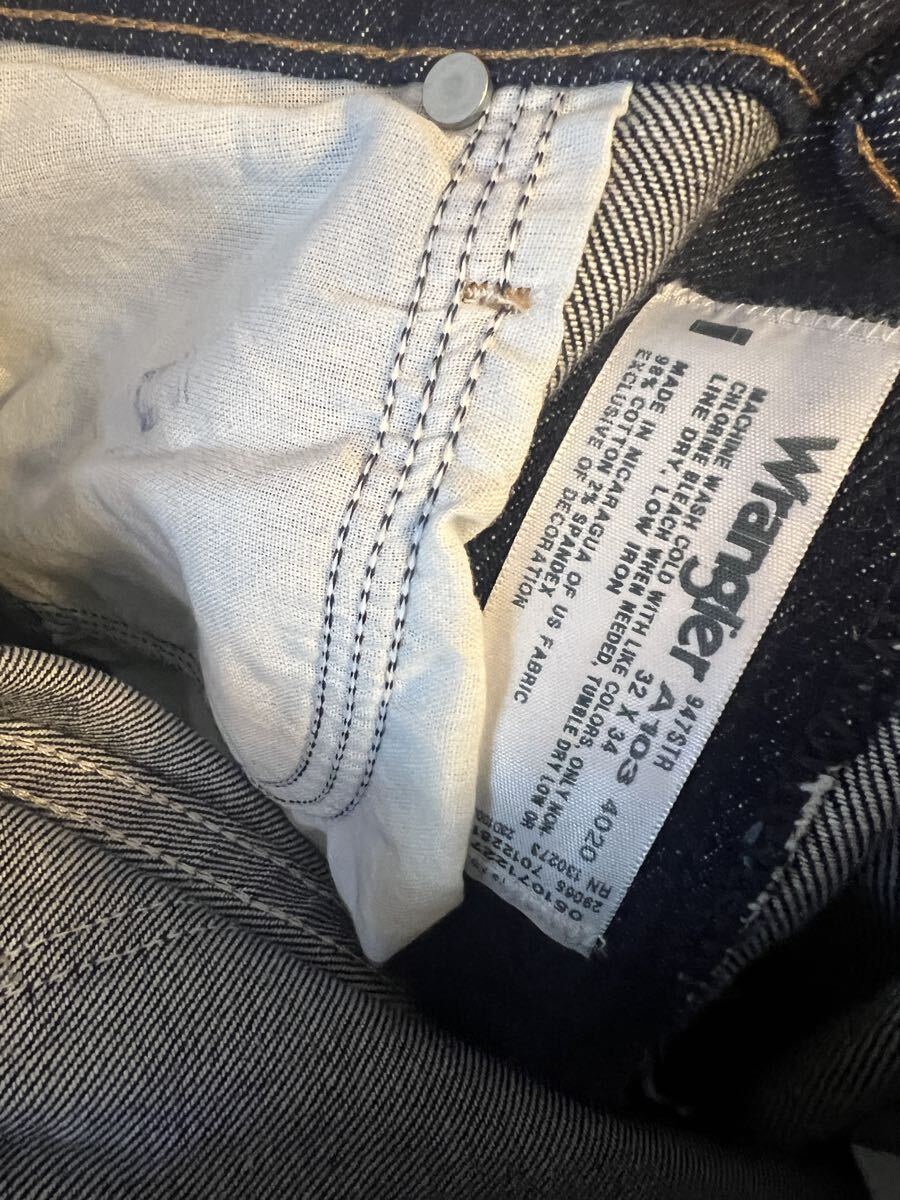 Wrangler
947STR
A103 4020
32 X 34
RN 130273
MACHINE WASH COLD WITH LIKE COLORS, ONLY NON
CHLORINE BLEACH WHEN NEEDED, TUMBLE DRY LOW OR
LINE DRY, LOW IRON
MADE IN NICARAGUA OF US FABRIC
98% COTTON 2% SPANDEX
EXCLUSIVE OF DECORATION